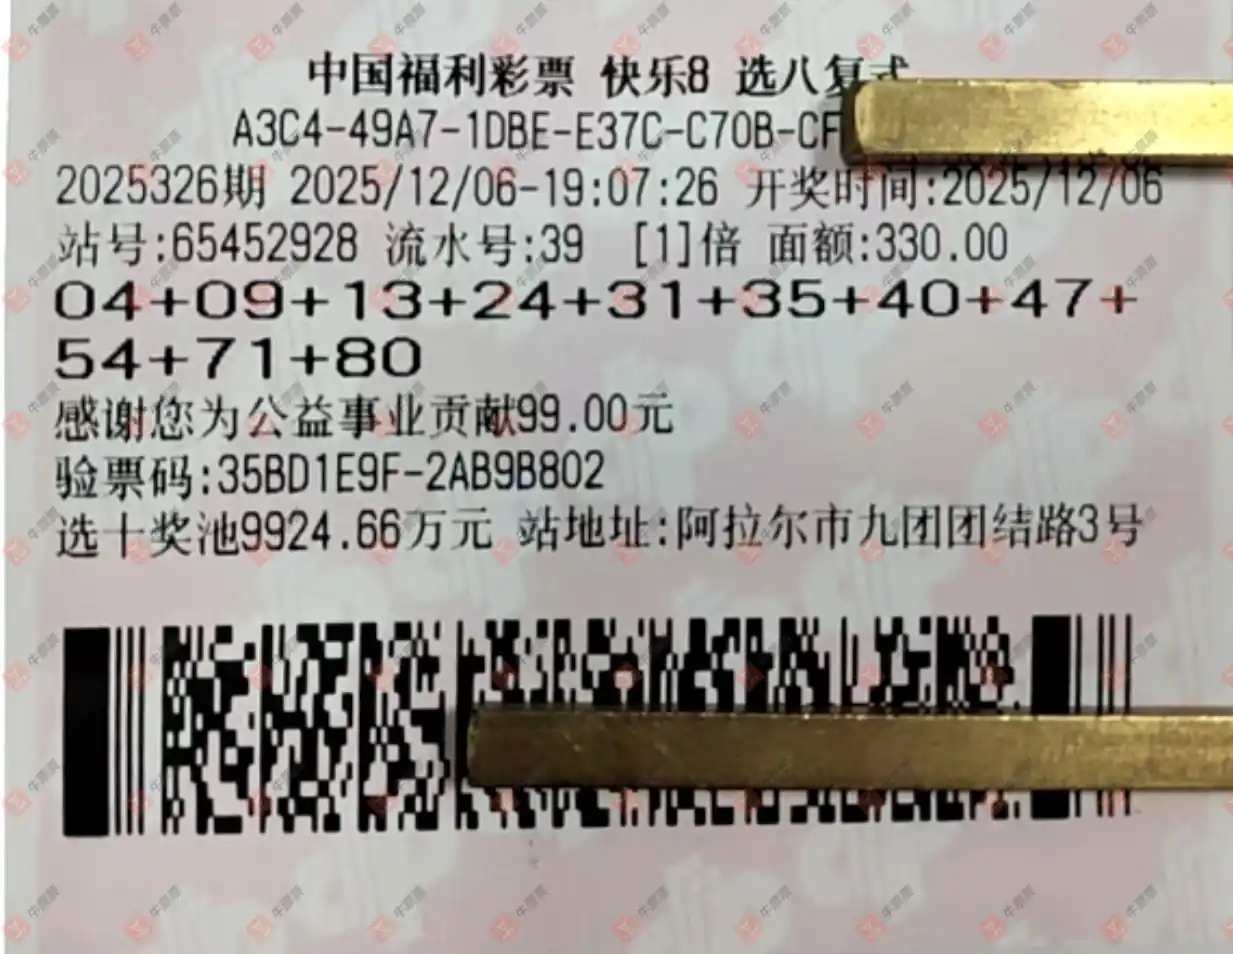 中国福利彩票 快乐8 选八复式
A3C4-49A7-1DBE-E37C-C70B-CF
2025326期 2025/12/06-19:07:26 开奖时间:2025/12/06
站号:65452928 流水号:39 [1]倍 面额:330.00
04+09+13+24+31+35+40+47+
54+71+80
感谢您为公益事业贡献99.00元
验票码:35BD1E9F-2AB9B802
选十奖池9924.66万元 站地址:阿拉尔市九团团结路3号